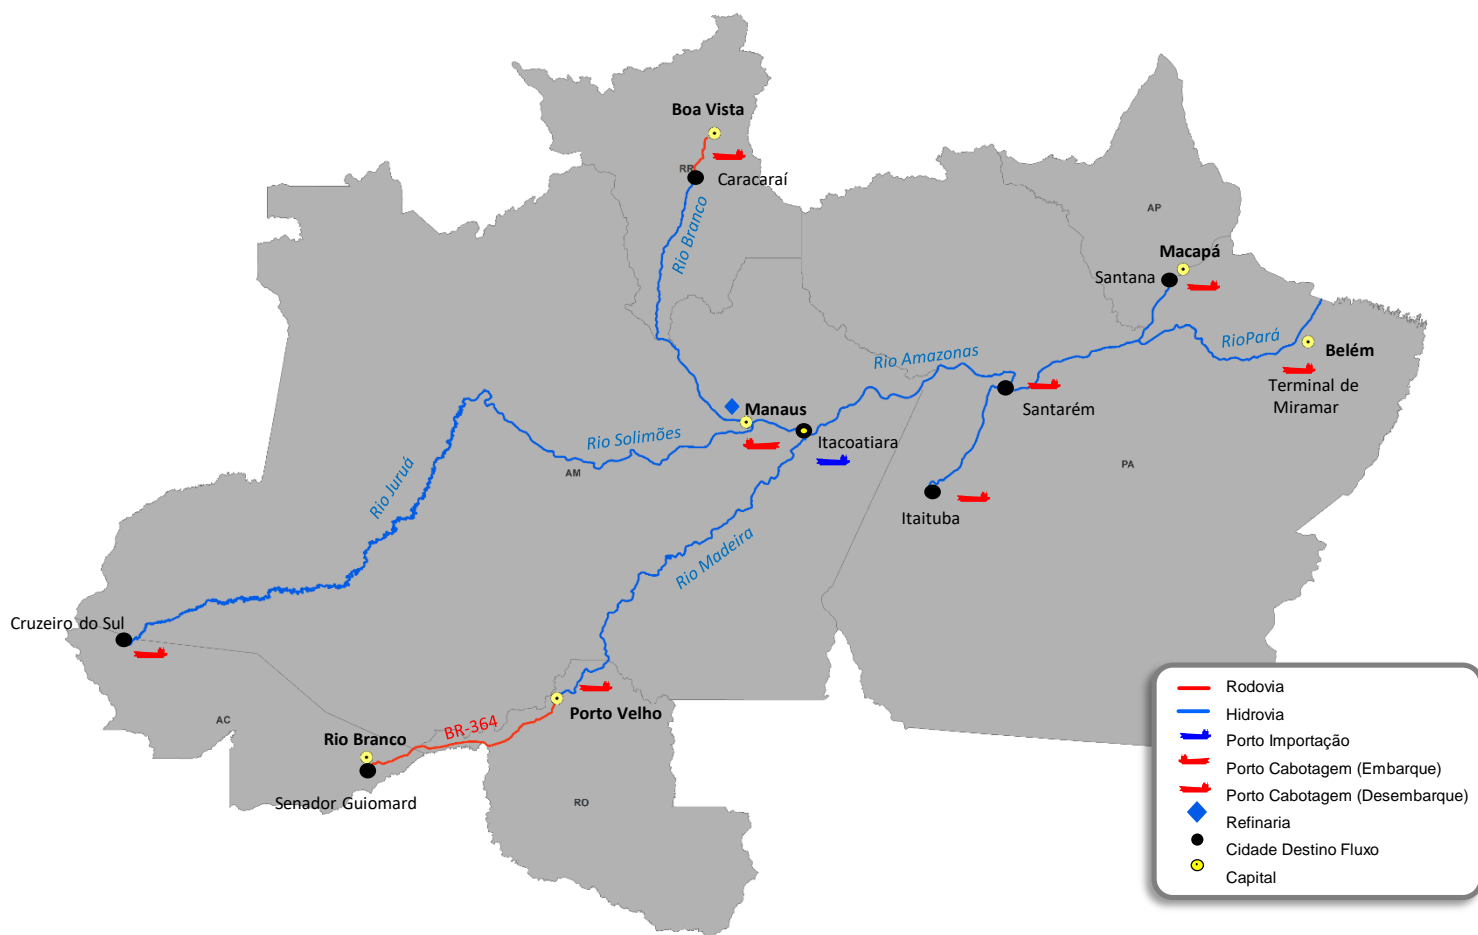 Boa Vista
RR
Caracaraí
Rio Branco
AP
Macapá
Santana
RioPará
Belém
Terminal de
Miramar
Rio Amazonas
Santarém
Manaus
Itacoatiara
Rio Solimões
AM
PA
Itaituba
Rio Juruá
Rio Madeira
Cruzeiro do Sul
AC
Rio Branco
BR-364
Porto Velho
Senador Guiomard
RO
Rodovia
Hidrovia
Porto Importação
Porto Cabotagem (Embarque)
Porto Cabotagem (Desembarque)
Refinaria
Cidade Destino Fluxo
Capital